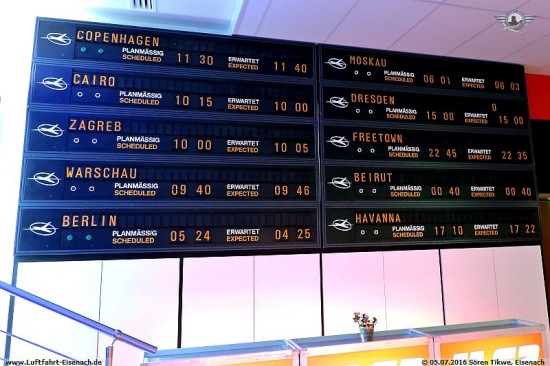 COPENHAGEN
PLANMÄSSIG SCHEDULED 11 30 ERWARTET EXPECTED 11 40
CAIRO
PLANMÄSSIG SCHEDULED 10 15 ERWARTET EXPECTED 10 00
ZAGREB
PLANMÄSSIG SCHEDULED 10 00 ERWARTET EXPECTED 10 05
WARSCHAU
PLANMÄSSIG SCHEDULED 09 40 ERWARTET EXPECTED 09 46
BERLIN
PLANMÄSSIG SCHEDULED 05 24 ERWARTET EXPECTED 04 25
MOSKAU
PLANMÄSSIG SCHEDULED 06 01 ERWARTET EXPECTED 06 03
DRESDEN
PLANMÄSSIG SCHEDULED 15 00 ERWARTET EXPECTED 15 00
FREETOWN
PLANMÄSSIG SCHEDULED 22 45 ERWARTET EXPECTED 22 35
BEIRUT
PLANMÄSSIG SCHEDULED 00 40 ERWARTET EXPECTED 00 40
HAVANNA
PLANMÄSSIG SCHEDULED 17 10 ERWARTET EXPECTED 17 22
www.Luftfahrt-Eisenach.de
© 05.07.2016 Sören Tikwe, Eisenach